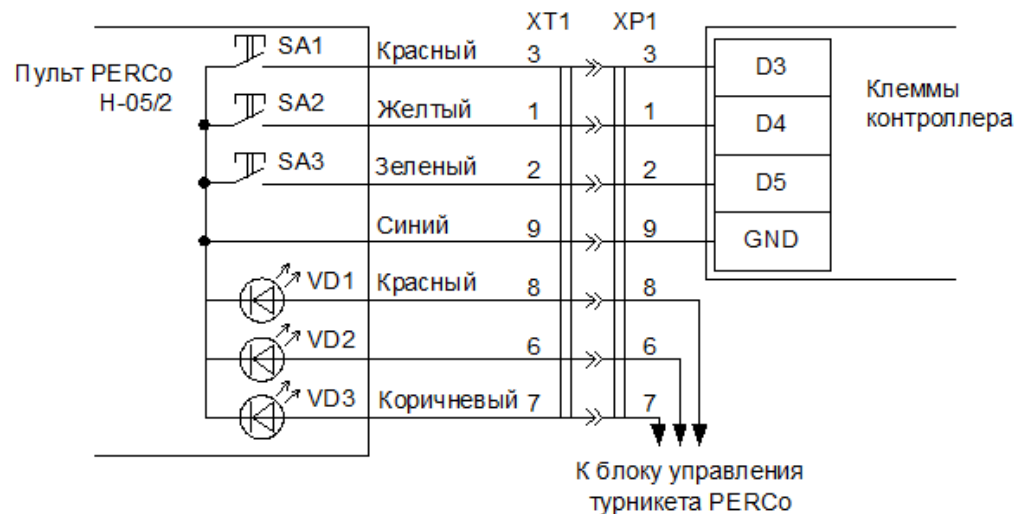 XT1 XP1
Пульт PERCo
Н-05/2
SA1 Красный 3 3 D3
SA2 Желтый 1 1 D4
SA3 Зеленый 2 2 D5
Синий 9 9 GND
VD1 Красный 8 8
VD2 6 6
VD3 Коричневый 7 7
Клеммы
контроллера
К блоку управления
турникета PERCo